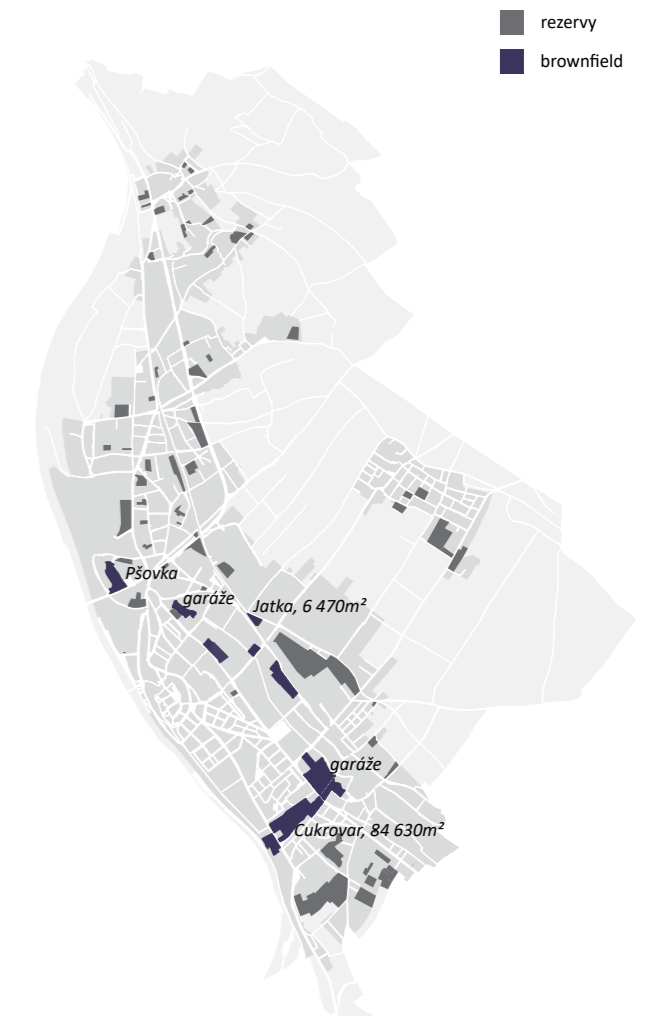 rezervy
brownfield
Pšovka
garáže
Jatka, 6 470m²
garáže
Cukrovar, 84 630m²